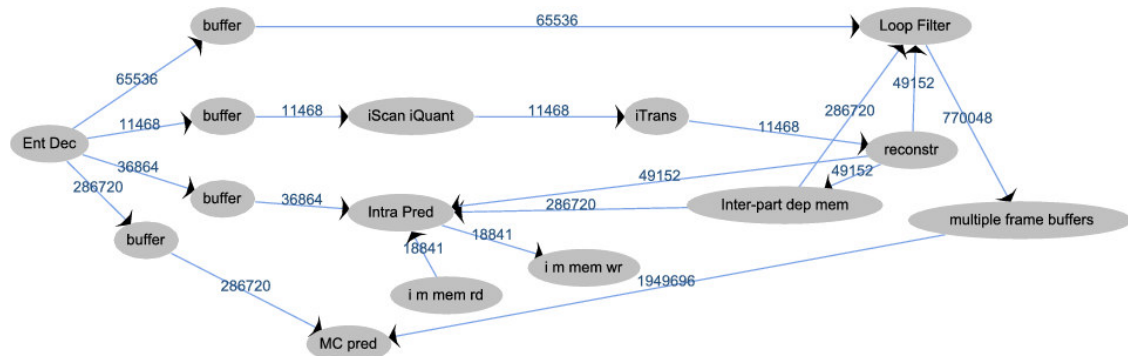 buffer
65536
Loop Filter
65536
49152
buffer
11468
iScan iQuant
11468
iTrans
286720
770048
11468
11468
Ent Dec
reconstr
36864
49152
49152
286720
buffer
36864
Intra Pred
286720
Inter-part dep mem
multiple frame buffers
buffer
18841
18841
i m mem wr
286720
i m mem rd
1949696
MC pred